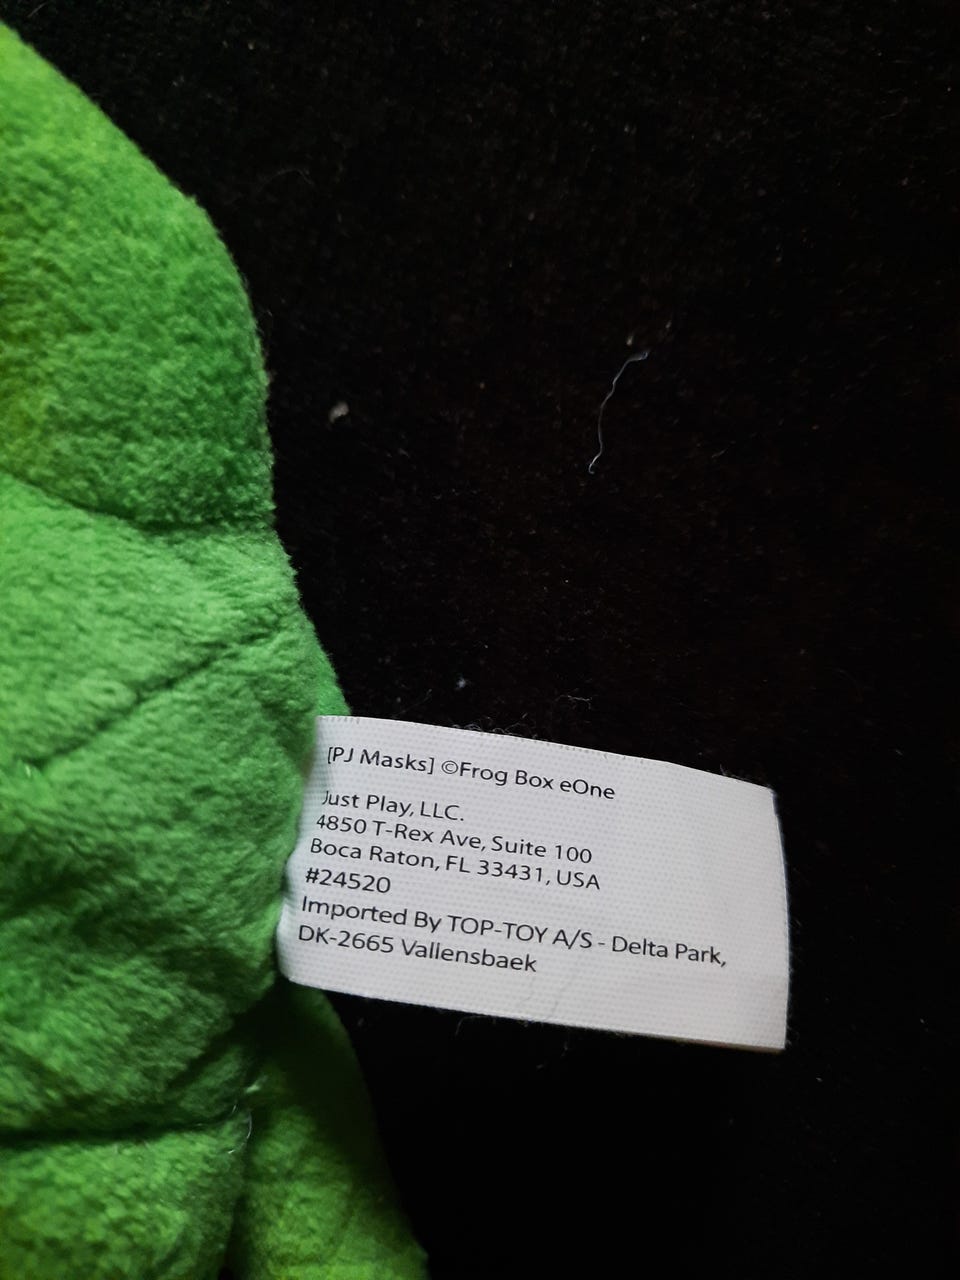 [PJ Masks] ©Frog Box eOne
Just Play, LLC.
4850 T-Rex Ave, Suite 100
Boca Raton, FL 33431, USA
#24520
Imported By TOP-TOY A/S - Delta Park,
DK-2665 Vallensbaek